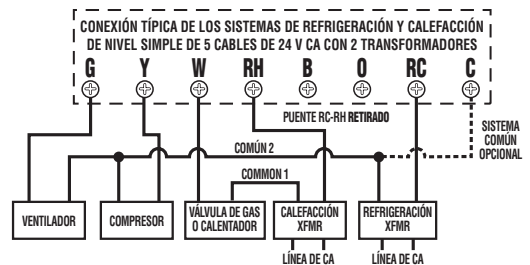 CONEXIÓN TÍPICA DE LOS SISTEMAS DE REFRIGERACIÓN Y CALEFACCIÓN
DE NIVEL SIMPLE DE 5 CABLES DE 24 V CA CON 2 TRANSFORMADORES
G Y W RH B O RC C
PUENTE RC-RH RETIRADO
SISTEMA
COMÚN
OPCIONAL
COMÚN 2
COMMON 1
VENTILADOR
COMPRESOR
VÁLVULA DE GAS
O CALENTADOR
CALEFACCIÓN
XFMR
REFRIGERACIÓN
XFMR
LÍNEA DE CA
LÍNEA DE CA